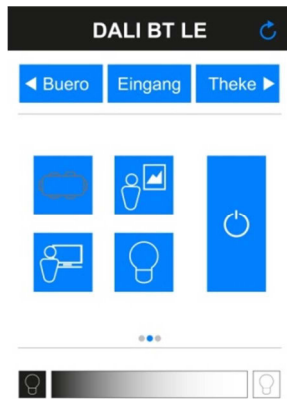 DALI BT LE
◀ Buero Eingang Theke ▶